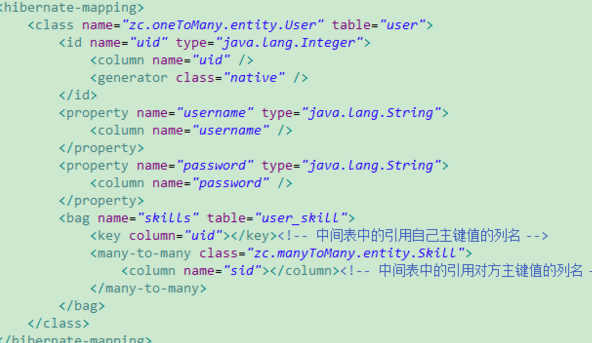 <hibernate-mapping>
<class name="zc.oneToMany.entity.User" table="user">
<id name="uid" type="java.lang.Integer">
<column name="uid" />
<generator class="native" />
</id>
<property name="username" type="java.lang.String">
<column name="username" />
</property>
<property name="password" type="java.lang.String">
<column name="password" />
</property>
<bag name="skills" table="user_skill">
<key column="uid"></key><!-- 中间表中的引用自己主键值的列名 -->
<many-to-many class="zc.manyToMany.entity.Skill">
<column name="sid"></column><!-- 中间表中的引用对方主键值的列名 -
</many-to-many>
</bag>
</class>
</hibernate-mapping>